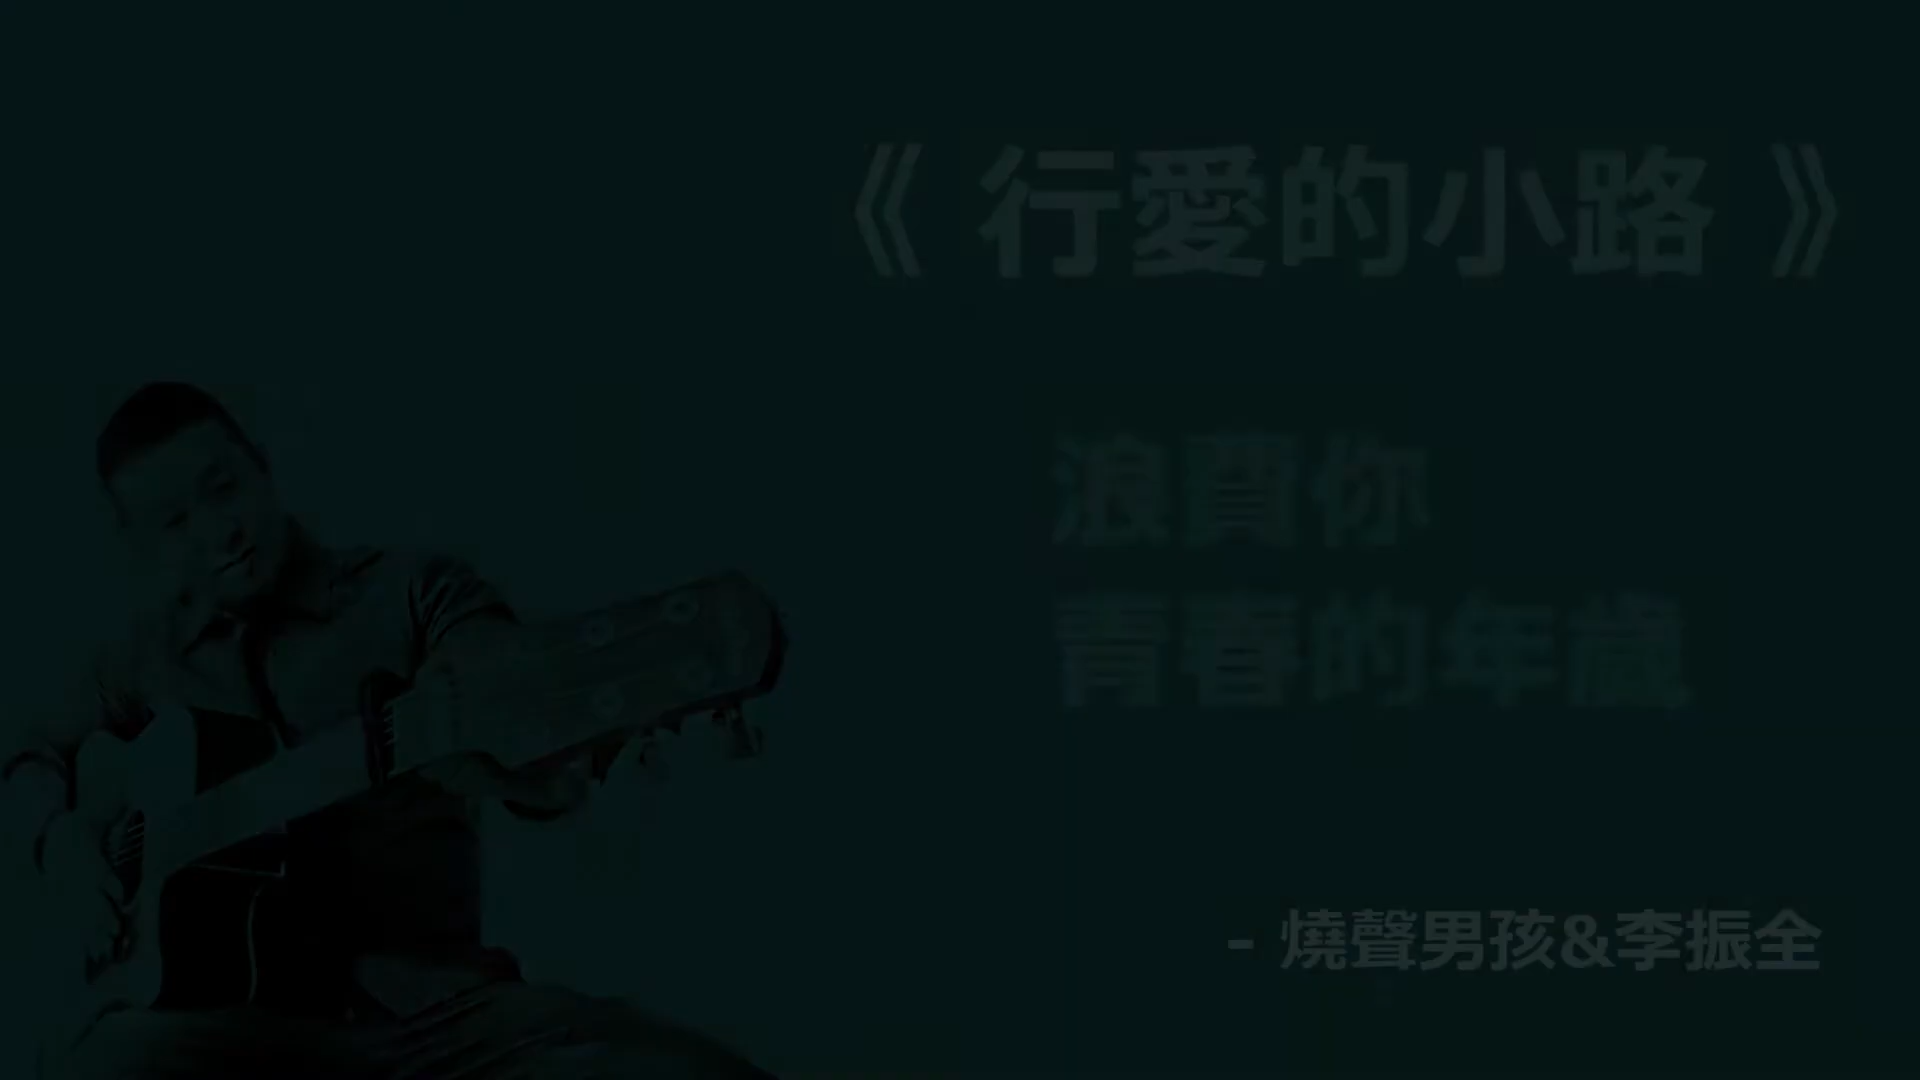 《 行愛的小路 》
浪費你
青春的年歲
- 燒聲男孩&李振全